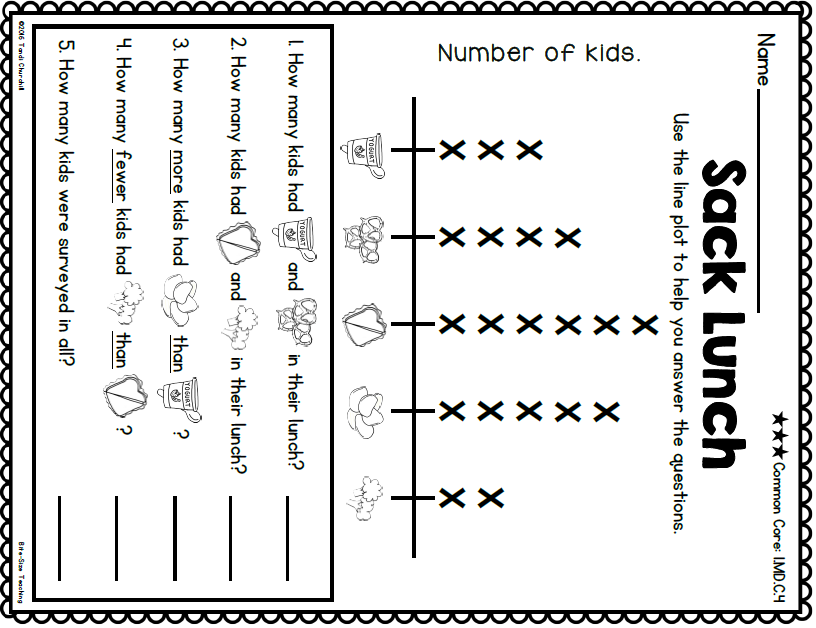 Name
★★★Common Core: 1.MD.C.4
Sack Lunch
Use the line plot to help you answer the questions.
Number of kids.
X X X
X X X X
X X X X X X
X X X X X
X X
YOGURT
1. How many kids had YOGURT and in their lunch?
2. How many kids had and in their lunch?
3. How many more kids had than YOGURT ?
4. How many fewer kids had than ?
5. How many kids were surveyed in all?
©2016 Tandi Churchill
Bite-Size Teaching